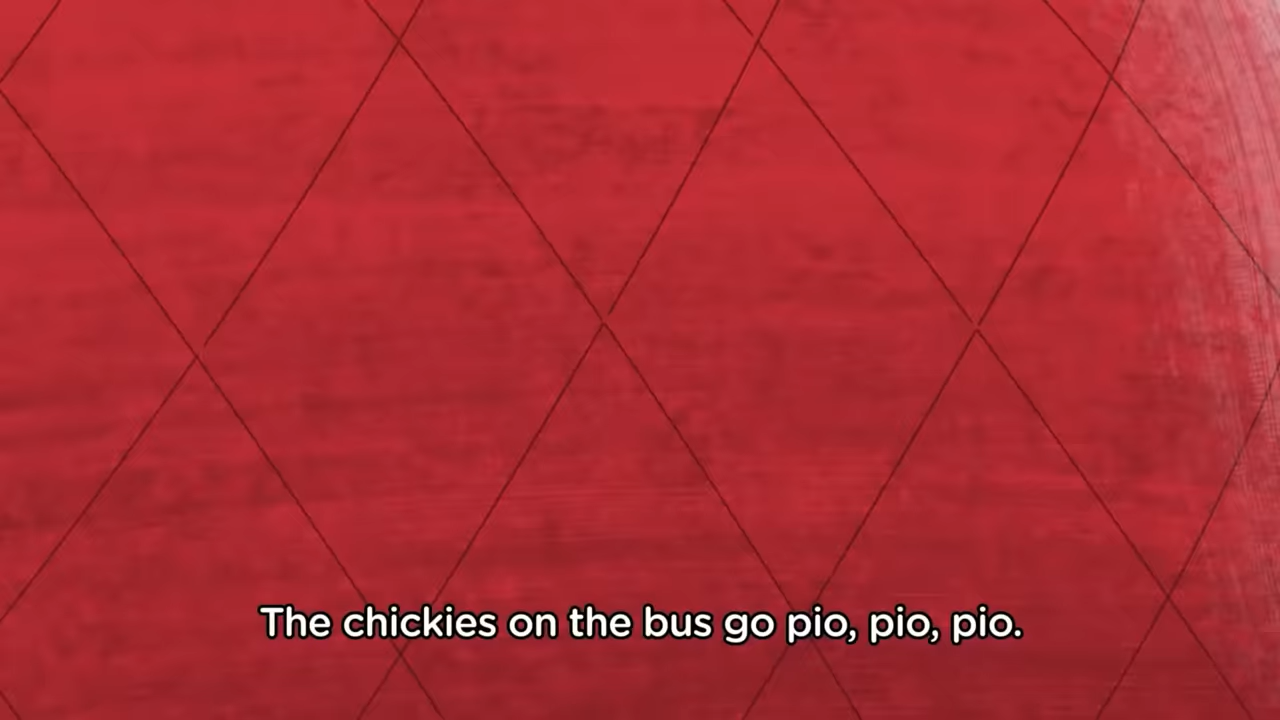 The chickies on the bus go pio, pio, pio.